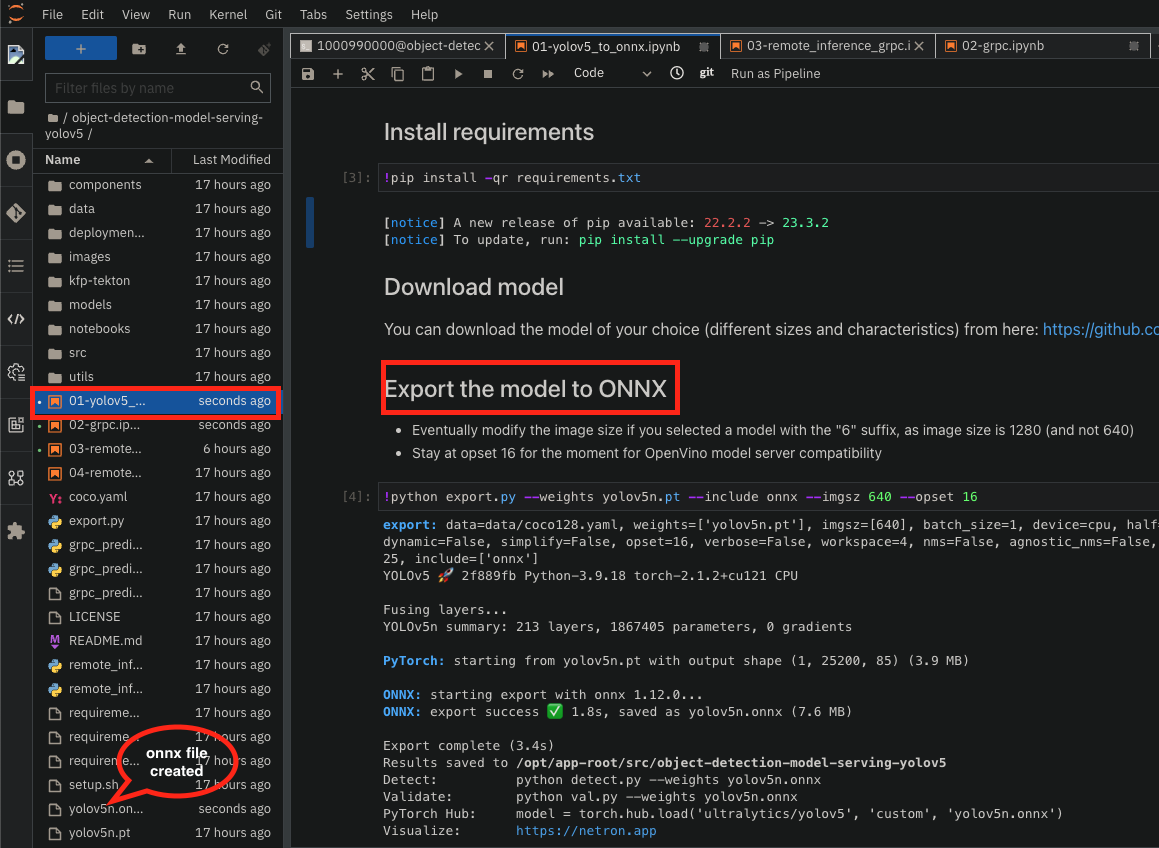 File Edit View Run Kernel Git Tabs Settings Help
+
Filter files by name
/ object-detection-model-serving-
yolov5 /
Name Last Modified
components 17 hours ago
data 17 hours ago
deploymen... 17 hours ago
images 17 hours ago
kfp-tekton 17 hours ago
models 17 hours ago
notebooks 17 hours ago
src 17 hours ago
utils 17 hours ago
01-yolov5_... seconds ago
02-grpc.ip... seconds ago
03-remote... 6 hours ago
04-remote... 17 hours ago
coco.yaml 17 hours ago
export.py 17 hours ago
grpc_predi... 17 hours ago
grpc_predi... 17 hours ago
grpc_predi... 17 hours ago
LICENSE 17 hours ago
README.md 17 hours ago
remote_inf... 17 hours ago
remote_inf... 17 hours ago
requireme... 17 hours ago
requireme... 17 hours ago
requireme... 17 hours ago
setup.sh 17 hours ago
yolov5n.on... seconds ago
yolov5n.pt 17 hours ago
onnx file
created
1000990000@object-detec 01-yolov5_to_onnx.ipynb 03-remote_inference_grpc.i 02-grpc.ipynb
Code git Run as Pipeline
Install requirements
[3]: !pip install -qr requirements.txt
[notice] A new release of pip available: 22.2.2 -> 23.3.2
[notice] To update, run: pip install --upgrade pip
Download model
You can download the model of your choice (different sizes and characteristics) from here: https://github.co
Export the model to ONNX
• Eventually modify the image size if you selected a model with the "6" suffix, as image size is 1280 (and not 640)
• Stay at opset 16 for the moment for OpenVino model server compatibility
[4]: !python export.py --weights yolov5n.pt --include onnx --imgsz 640 --opset 16
export: data=data/coco128.yaml, weights=['yolov5n.pt'], imgsz=[640], batch_size=1, device=cpu, half=
dynamic=False, simplify=False, opset=16, verbose=False, workspace=4, nms=False, agnostic_nms=False,
25, include=['onnx']
YOLOv5 🚀 2f889fb Python-3.9.18 torch-2.1.2+cu121 CPU
Fusing layers...
YOLOv5n summary: 213 layers, 1867405 parameters, 0 gradients
PyTorch: starting from yolov5n.pt with output shape (1, 25200, 85) (3.9 MB)
ONNX: starting export with onnx 1.12.0...
ONNX: export success ✅ 1.8s, saved as yolov5n.onnx (7.6 MB)
Export complete (3.4s)
Results saved to /opt/app-root/src/object-detection-model-serving-yolov5
Detect: python detect.py --weights yolov5n.onnx
Validate: python val.py --weights yolov5n.onnx
PyTorch Hub: model = torch.hub.load('ultralytics/yolov5', 'custom', 'yolov5n.onnx')
Visualize: https://netron.app